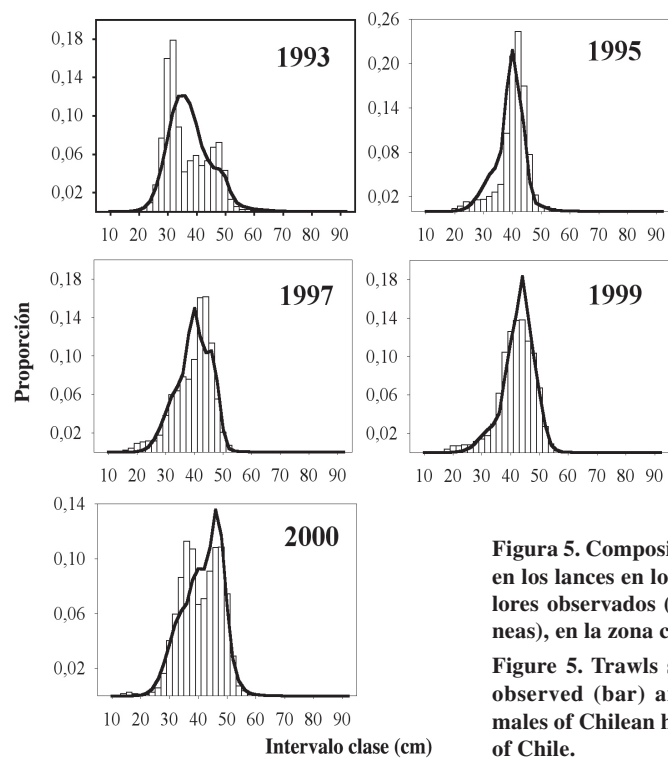 1993
0,18
0,14
0,10
0,06
0,02
10 20 30 40 50 60 70 80 90
1995
0,26
0,20
0,14
0,08
0,02
10 20 30 40 50 60 70 80 90
1997
0,18
0,14
0,10
0,06
0,02
10 20 30 40 50 60 70 80 90
1999
0,18
0,14
0,10
0,06
0,02
10 20 30 40 50 60 70 80 90
2000
0,14
0,10
0,06
0,02
10 20 30 40 50 60 70 80 90
Proporción
Intervalo clase (cm)
Figura 5. Composi
en los lances en lo
lores observados (
neas), en la zona c
Figure 5. Trawls s
observed (bar) a
males of Chilean h
of Chile.